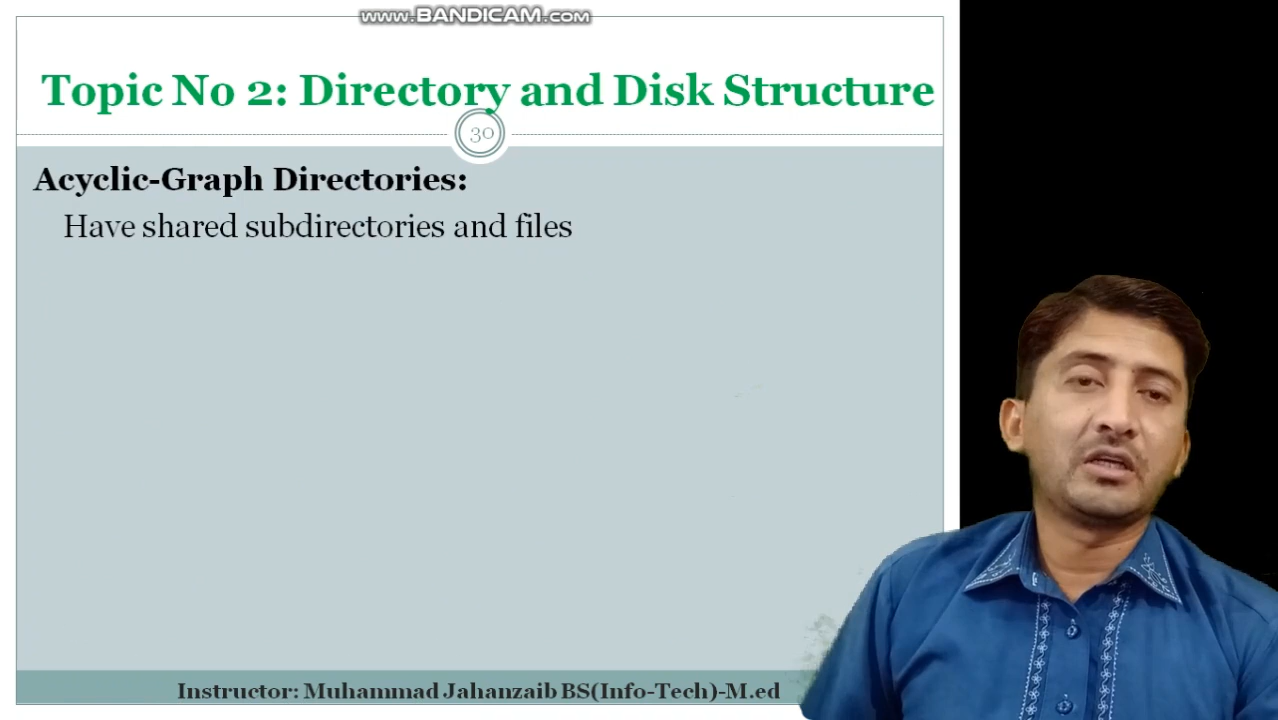 www.BANDICAM.com
Topic No 2: Directory and Disk Structure
30
Acyclic-Graph Directories:
Have shared subdirectories and files
Instructor: Muhammad Jahanzaib BS(Info-Tech)-M.ed